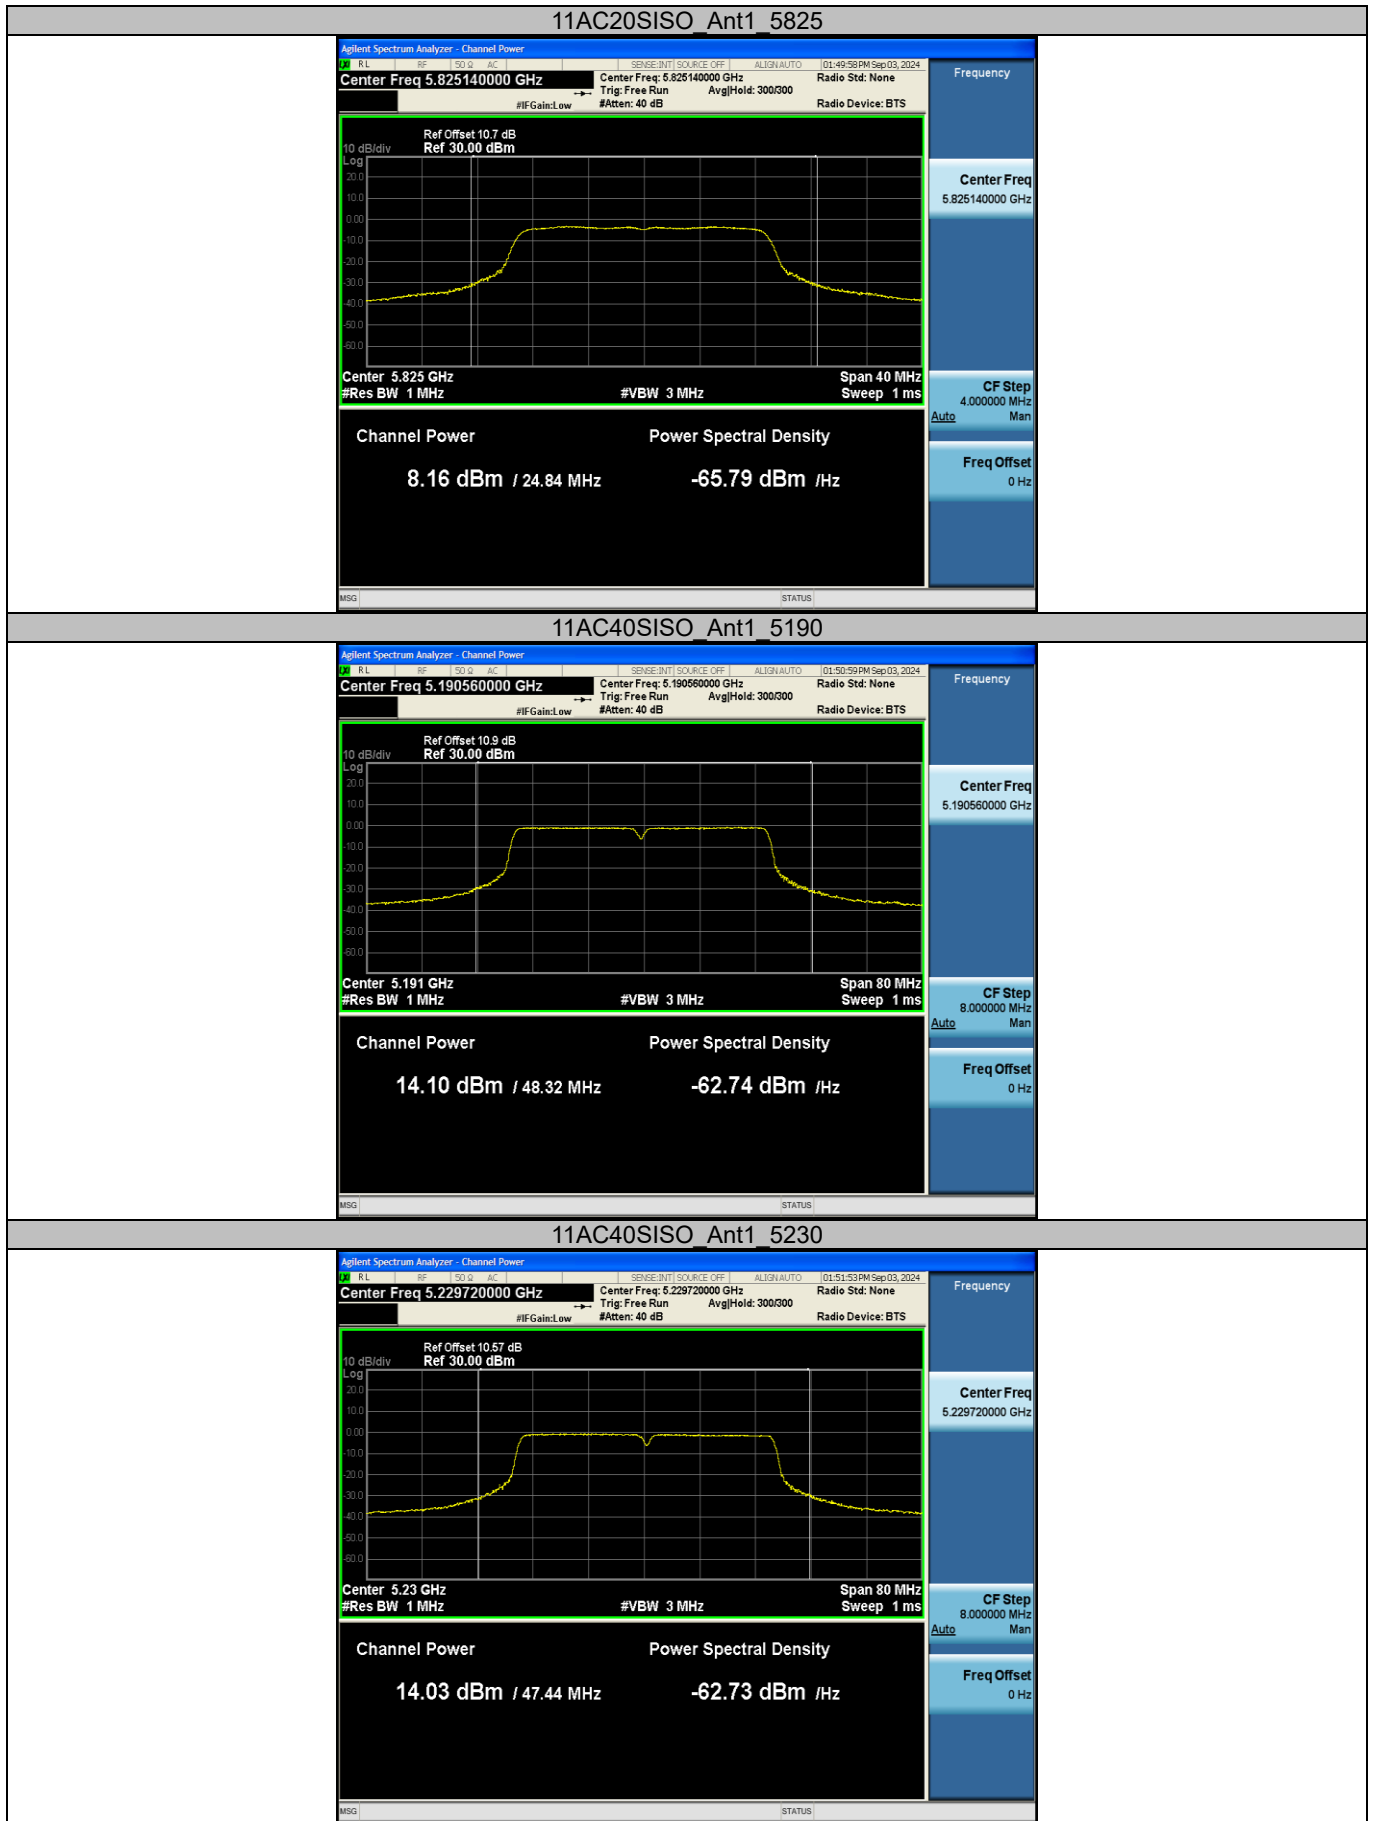 11AC20SISO_Ant1_5825
Agilent Spectrum Analyzer - Channel Power
LXI RL RF 50 Ω AC SENSE:INT SOURCE OFF ALIGN AUTO 01:49:58 PM Sep 03, 2024
Center Freq 5.825140000 GHz
Center Freq: 5.825140000 GHz
Radio Std: None
Trig: Free Run Avg|Hold: 300/300
#IFGain:Low
#Atten: 40 dB
Radio Device: BTS
Frequency
Ref Offset 10.7 dB
10 dB/div Ref 30.00 dBm
Log
20.0
10.0
0.00
-10.0
-20.0
-30.0
-40.0
-50.0
-60.0
Center 5.825 GHz
Span 40 MHz
#Res BW 1 MHz
#VBW 3 MHz
Sweep 1 ms
Channel Power
Power Spectral Density
8.16 dBm / 24.84 MHz
-65.79 dBm /Hz
Center Freq
5.825140000 GHz
CF Step
4.000000 MHz
Auto Man
Freq Offset
0 Hz
MSG
STATUS
11AC40SISO_Ant1_5190
Agilent Spectrum Analyzer - Channel Power
LXI RL RF 50 Ω AC SENSE:INT SOURCE OFF ALIGN AUTO 01:50:59 PM Sep 03, 2024
Center Freq 5.190560000 GHz
Center Freq: 5.190560000 GHz
Radio Std: None
Trig: Free Run Avg|Hold: 300/300
#IFGain:Low
#Atten: 40 dB
Radio Device: BTS
Frequency
Ref Offset 10.9 dB
10 dB/div Ref 30.00 dBm
Log
20.0
10.0
0.00
-10.0
-20.0
-30.0
-40.0
-50.0
-60.0
Center 5.191 GHz
Span 80 MHz
#Res BW 1 MHz
#VBW 3 MHz
Sweep 1 ms
Channel Power
Power Spectral Density
14.10 dBm / 48.32 MHz
-62.74 dBm /Hz
Center Freq
5.190560000 GHz
CF Step
8.000000 MHz
Auto Man
Freq Offset
0 Hz
MSG
STATUS
11AC40SISO_Ant1_5230
Agilent Spectrum Analyzer - Channel Power
LXI RL RF 50 Ω AC SENSE:INT SOURCE OFF ALIGN AUTO 01:51:53 PM Sep 03, 2024
Center Freq 5.229720000 GHz
Center Freq: 5.229720000 GHz
Radio Std: None
Trig: Free Run Avg|Hold: 300/300
#IFGain:Low
#Atten: 40 dB
Radio Device: BTS
Frequency
Ref Offset 10.57 dB
10 dB/div Ref 30.00 dBm
Log
20.0
10.0
0.00
-10.0
-20.0
-30.0
-40.0
-50.0
-60.0
Center 5.23 GHz
Span 80 MHz
#Res BW 1 MHz
#VBW 3 MHz
Sweep 1 ms
Channel Power
Power Spectral Density
14.03 dBm / 47.44 MHz
-62.73 dBm /Hz
Center Freq
5.229720000 GHz
CF Step
8.000000 MHz
Auto Man
Freq Offset
0 Hz
MSG
STATUS